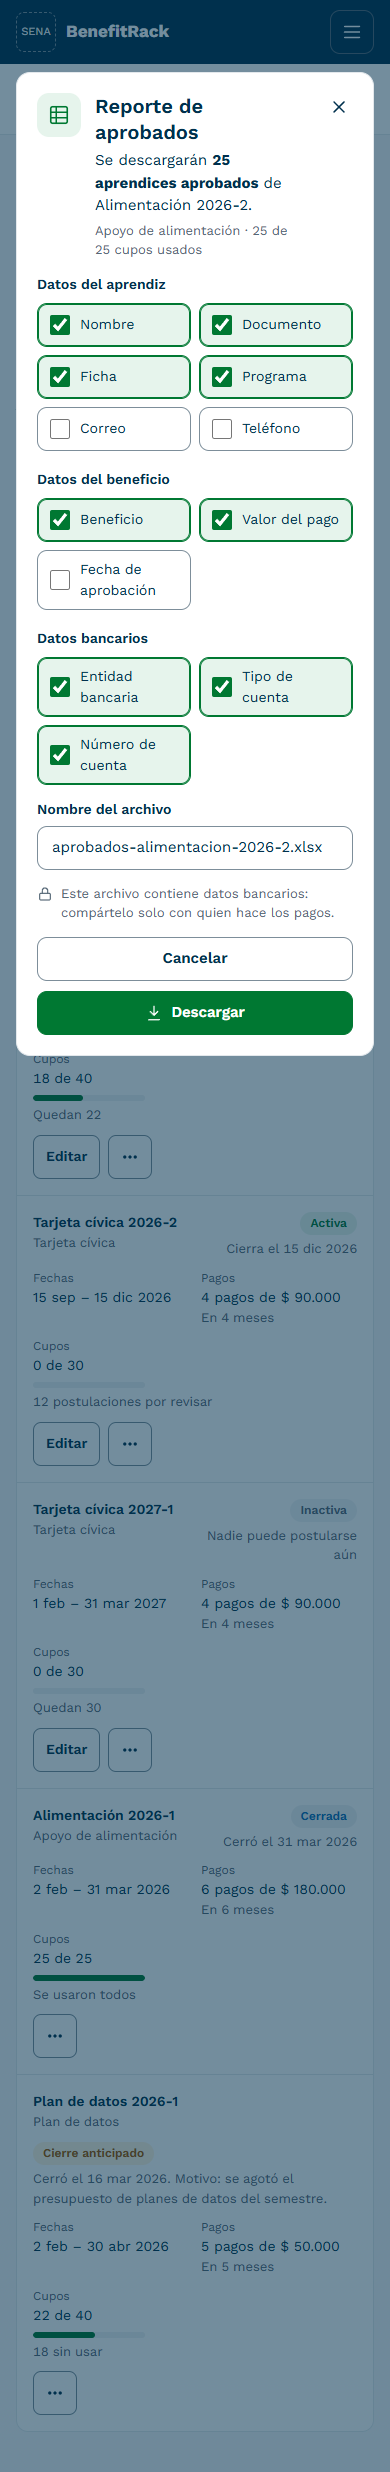 SENA BenefitRack
Reporte de
aprobados
Se descargarán 25
aprendices aprobados de
Alimentación 2026-2.
Apoyo de alimentación · 25 de
25 cupos usados
Datos del aprendiz
Nombre
Documento
Ficha
Programa
Correo
Teléfono
Datos del beneficio
Beneficio
Valor del pago
Fecha de
aprobación
Datos bancarios
Entidad
bancaria
Tipo de
cuenta
Número de
cuenta
Nombre del archivo
aprobados-alimentacion-2026-2.xlsx
Este archivo contiene datos bancarios:
compártelo solo con quien hace los pagos.
Cancelar
Descargar
Cupos
18 de 40
Quedan 22
Editar
Tarjeta cívica 2026-2
Tarjeta cívica
Activa
Cierra el 15 dic 2026
Fechas
15 sep – 15 dic 2026
Pagos
4 pagos de $ 90.000
En 4 meses
Cupos
0 de 30
12 postulaciones por revisar
Editar
Tarjeta cívica 2027-1
Tarjeta cívica
Inactiva
Nadie puede postularse
aún
Fechas
1 feb – 31 mar 2027
Pagos
4 pagos de $ 90.000
En 4 meses
Cupos
0 de 30
Quedan 30
Editar
Alimentación 2026-1
Apoyo de alimentación
Cerrada
Cerró el 31 mar 2026
Fechas
2 feb – 31 mar 2026
Pagos
6 pagos de $ 180.000
En 6 meses
Cupos
25 de 25
Se usaron todos
Plan de datos 2026-1
Plan de datos
Cierre anticipado
Cerró el 16 mar 2026. Motivo: se agotó el
presupuesto de planes de datos del semestre.
Fechas
2 feb – 30 abr 2026
Pagos
5 pagos de $ 50.000
En 5 meses
Cupos
22 de 40
18 sin usar